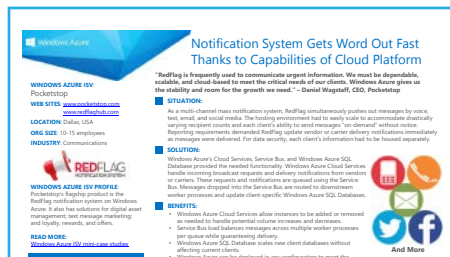 Windows Azure
Notification System Gets Word Out Fast
Thanks to Capabilities of Cloud Platform
"RedFlag is frequently used to communicate urgent information. We must be dependable,
scalable, and cloud-based to meet the critical needs of our clients. Windows Azure gives us
the stability and room for the growth we need." – Daniel Wagstaff, CEO, Pocketstop
WINDOWS AZURE ISV:
Pocketstop
WEB SITES: www.pocketstop.com
www.redflaghub.com
LOCATION: Dallas, USA
ORG SIZE: 10-15 employees
INDUSTRY: Communications
REDFLAG
NOTIFICATION SYSTEM
WINDOWS AZURE ISV PROFILE:
Pocketstop's flagship product is the
RedFlag notification system on Windows
Azure. It also has solutions for digital asset
management; text message marketing;
and loyalty, rewards, and offers.
READ MORE:
Windows Azure ISV mini-case studies
SITUATION:
As a multi-channel mass notification system, RedFlag simultaneously pushes out messages by voice,
text, email, and social media. The hosting environment had to easily scale to accommodate drastically
varying recipient counts and each client's ability to send messages "on-demand" without notice.
Reporting requirements demanded RedFlag update vendor or carrier delivery notifications immediately
as messages were delivered. For data security, each client's information had to be housed separately.
SOLUTION:
Windows Azure's Cloud Services, Service Bus, and Windows Azure SQL
Database provided the needed functionality. Windows Azure Cloud Services
handle incoming broadcast requests and delivery notifications from vendors
or carriers. These requests and notifications are queued using the Service
Bus. Messages dropped into the Service Bus are routed to downstream
worker processes and update client-specific Windows Azure SQL Databases.
BENEFITS:
• Windows Azure Cloud Services allow instances to be added or removed
as needed to handle potential volume increases and decreases.
• Service Bus load balances messages across multiple worker processes
per queue while guaranteeing delivery.
• Windows Azure SQL Database scales new client databases without
affecting current clients.
• Windows Azure can be deployed in any configuration to meet the
And More